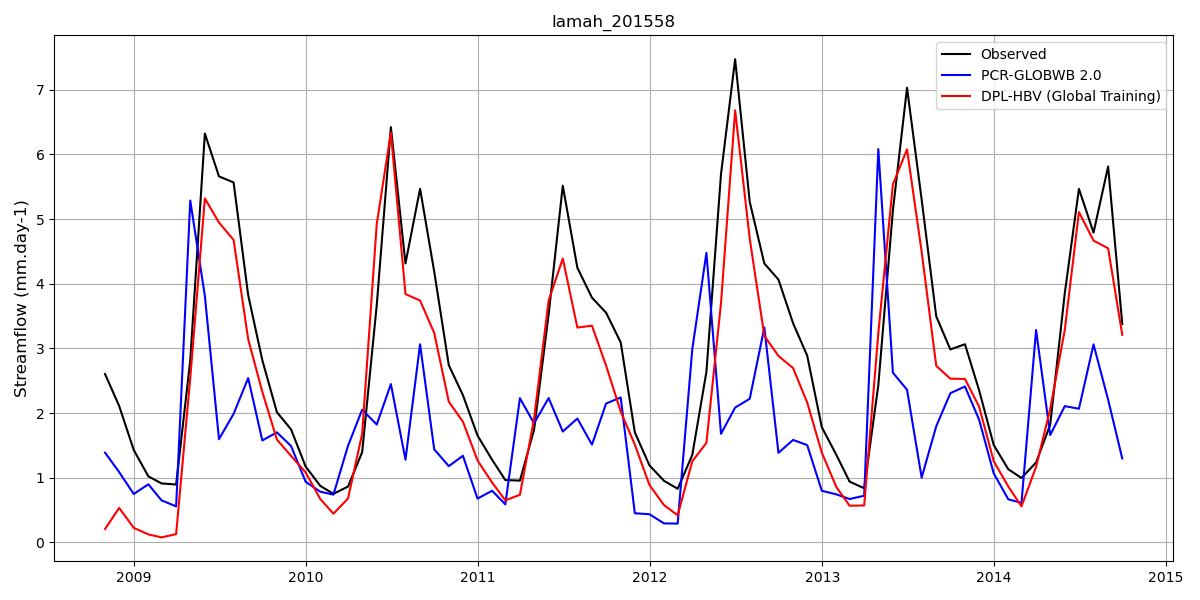 lamah_201558
Observed
PCR-GLOBWB 2.0
DPL-HBV (Global Training)
Streamflow (mm.day-1)
7
6
5
4
3
2
1
0
2009 2010 2011 2012 2013 2014 2015